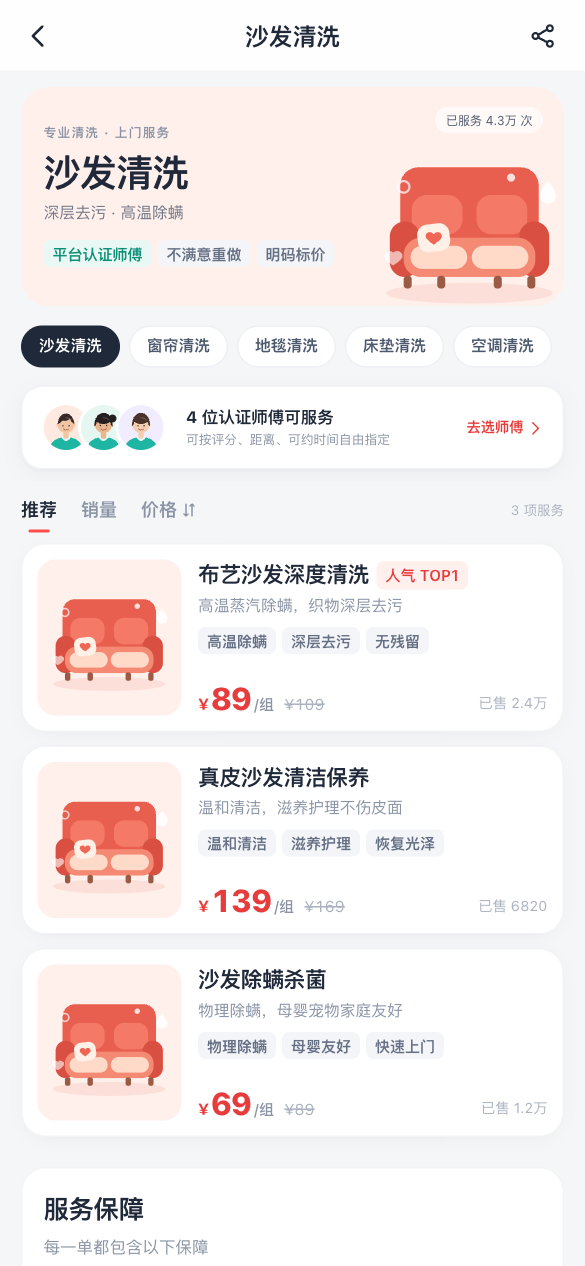 沙发清洗
已服务 4.3万 次
专业清洗 · 上门服务
沙发清洗
深层去污 · 高温除螨
平台认证师傅 不满意重做 明码标价
沙发清洗 窗帘清洗 地毯清洗 床垫清洗 空调清洗
4 位认证师傅可服务
可按评分、距离、可约时间自由指定
去选师傅
推荐 销量 价格 3 项服务
布艺沙发深度清洗 人气 TOP1
高温蒸汽除螨，织物深层去污
高温除螨 深层去污 无残留
¥89/组 ¥109 已售 2.4万
真皮沙发清洁保养
温和清洁，滋养护理不伤皮面
温和清洁 滋养护理 恢复光泽
¥139/组 ¥169 已售 6820
沙发除螨杀菌
物理除螨，母婴宠物家庭友好
物理除螨 母婴友好 快速上门
¥69/组 ¥89 已售 1.2万
服务保障
每一单都包含以下保障